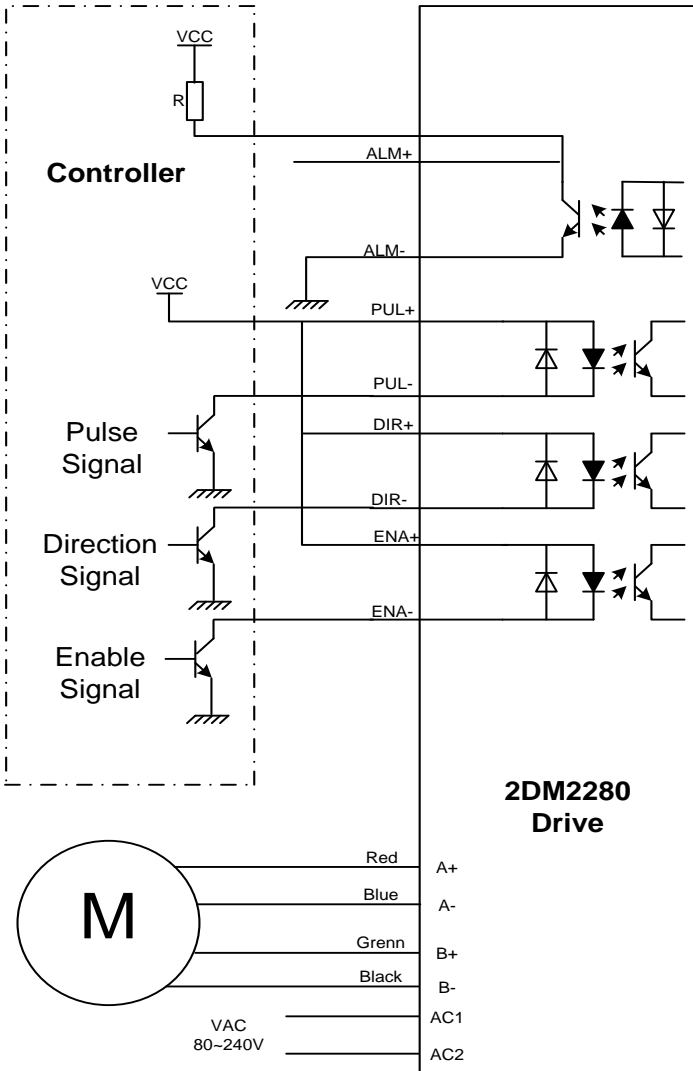 VCC
R
ALM+
Controller
ALM-
VCC
PUL+
PUL-
Pulse
Signal
DIR+
DIR-
Direction
Signal
ENA+
ENA-
Enable
Signal
2DM2280
Drive
M
Red
A+
Blue
A-
Grenn
B+
Black
B-
VAC
80~240V
AC1
AC2